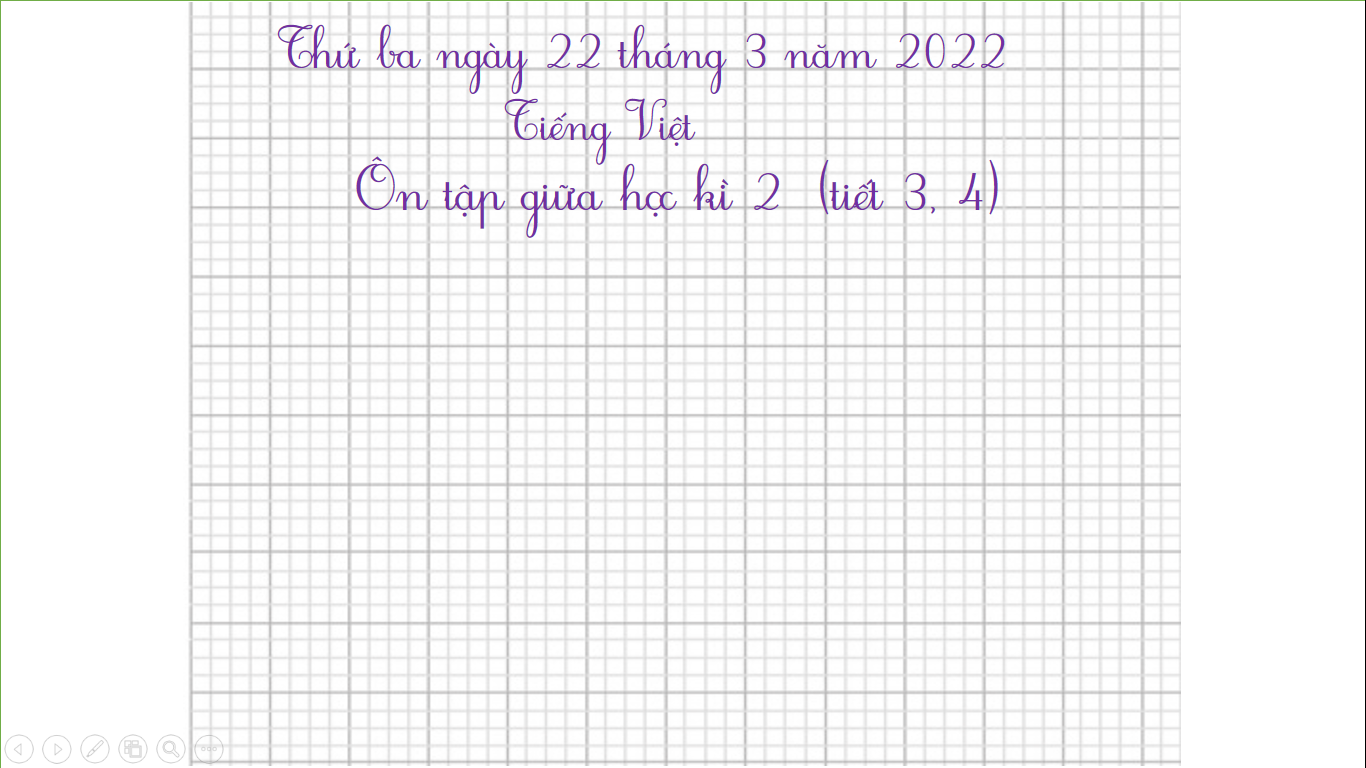 Thứ ba ngày 22 tháng 3 năm 2022
Tiếng Việt
Ôn tập giữa học kì 2 (tiết 3, 4)